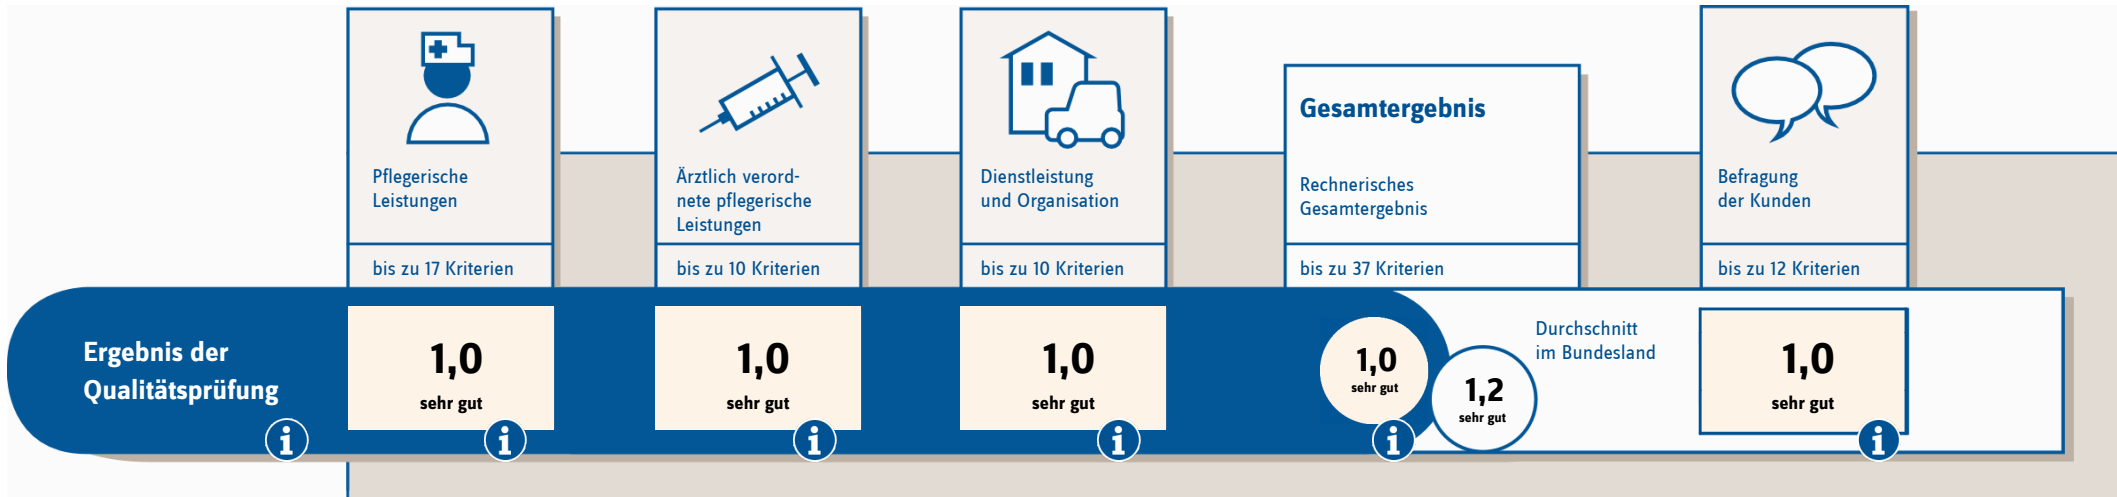 Pflegerische
Leistungen
bis zu 17 Kriterien
Ärztlich verord-
nete pflegerische
Leistungen
bis zu 10 Kriterien
Dienstleistung
und Organisation
bis zu 10 Kriterien
Gesamtergebnis
Rechnerisches
Gesamtergebnis
bis zu 37 Kriterien
Befragung
der Kunden
bis zu 12 Kriterien
Ergebnis der
Qualitätsprüfung
i
1,0
sehr gut
i
1,0
sehr gut
i
1,0
sehr gut
i
1,0
sehr gut
i
1,2
sehr gut
Durchschnitt
im Bundesland
1,0
sehr gut
i